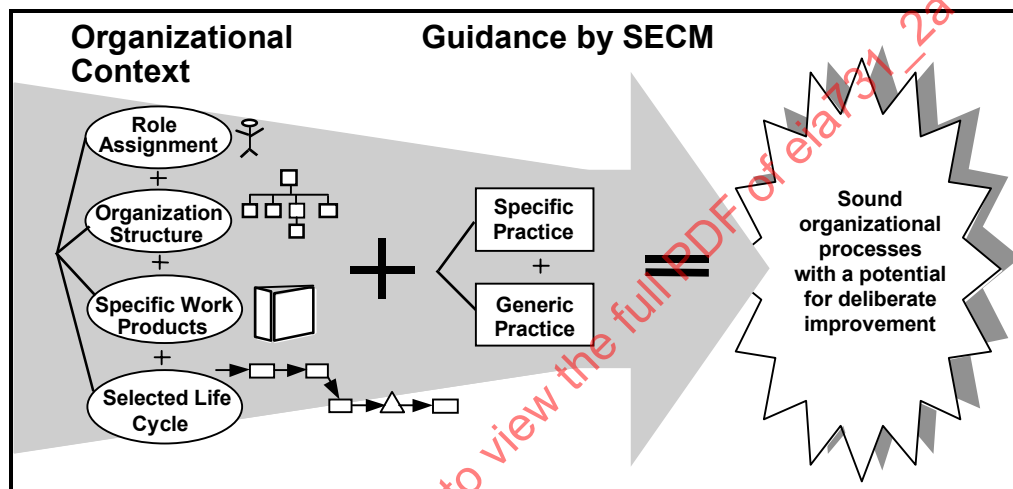 Organizational
Context
Guidance by SECM
Role
Assignment
+
Organization
Structure
+
Specific Work
Products
+
Selected Life
Cycle
+
Specific
Practice
+
Generic
Practice
=
Sound
organizational
processes
with a potential
for deliberate
improvement
to view the full PDF of eia731_2a